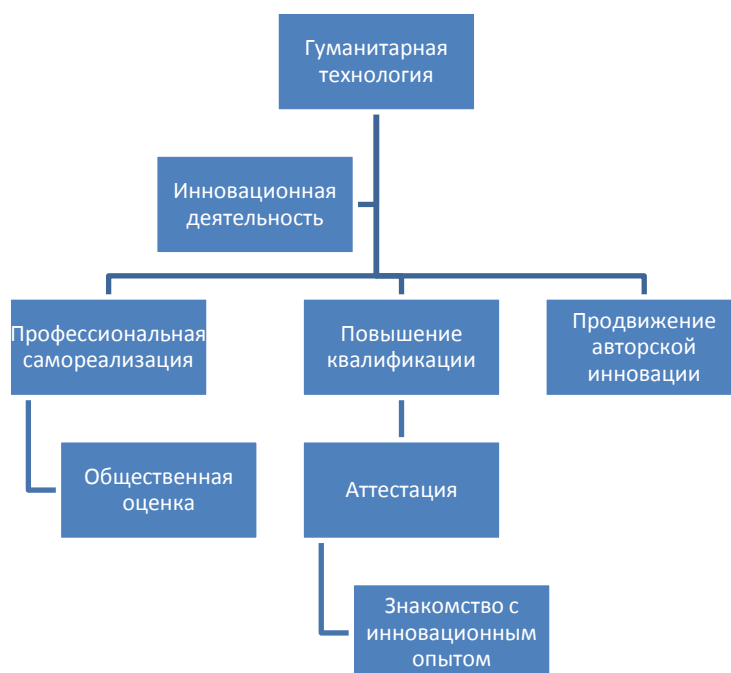 Гуманитарная
технология
Инновационная
деятельность
Профессиональная
самореализация
Повышение
квалификации
Продвижение
авторской
инновации
Общественная
оценка
Аттестация
Знакомство с
инновационным
опытом